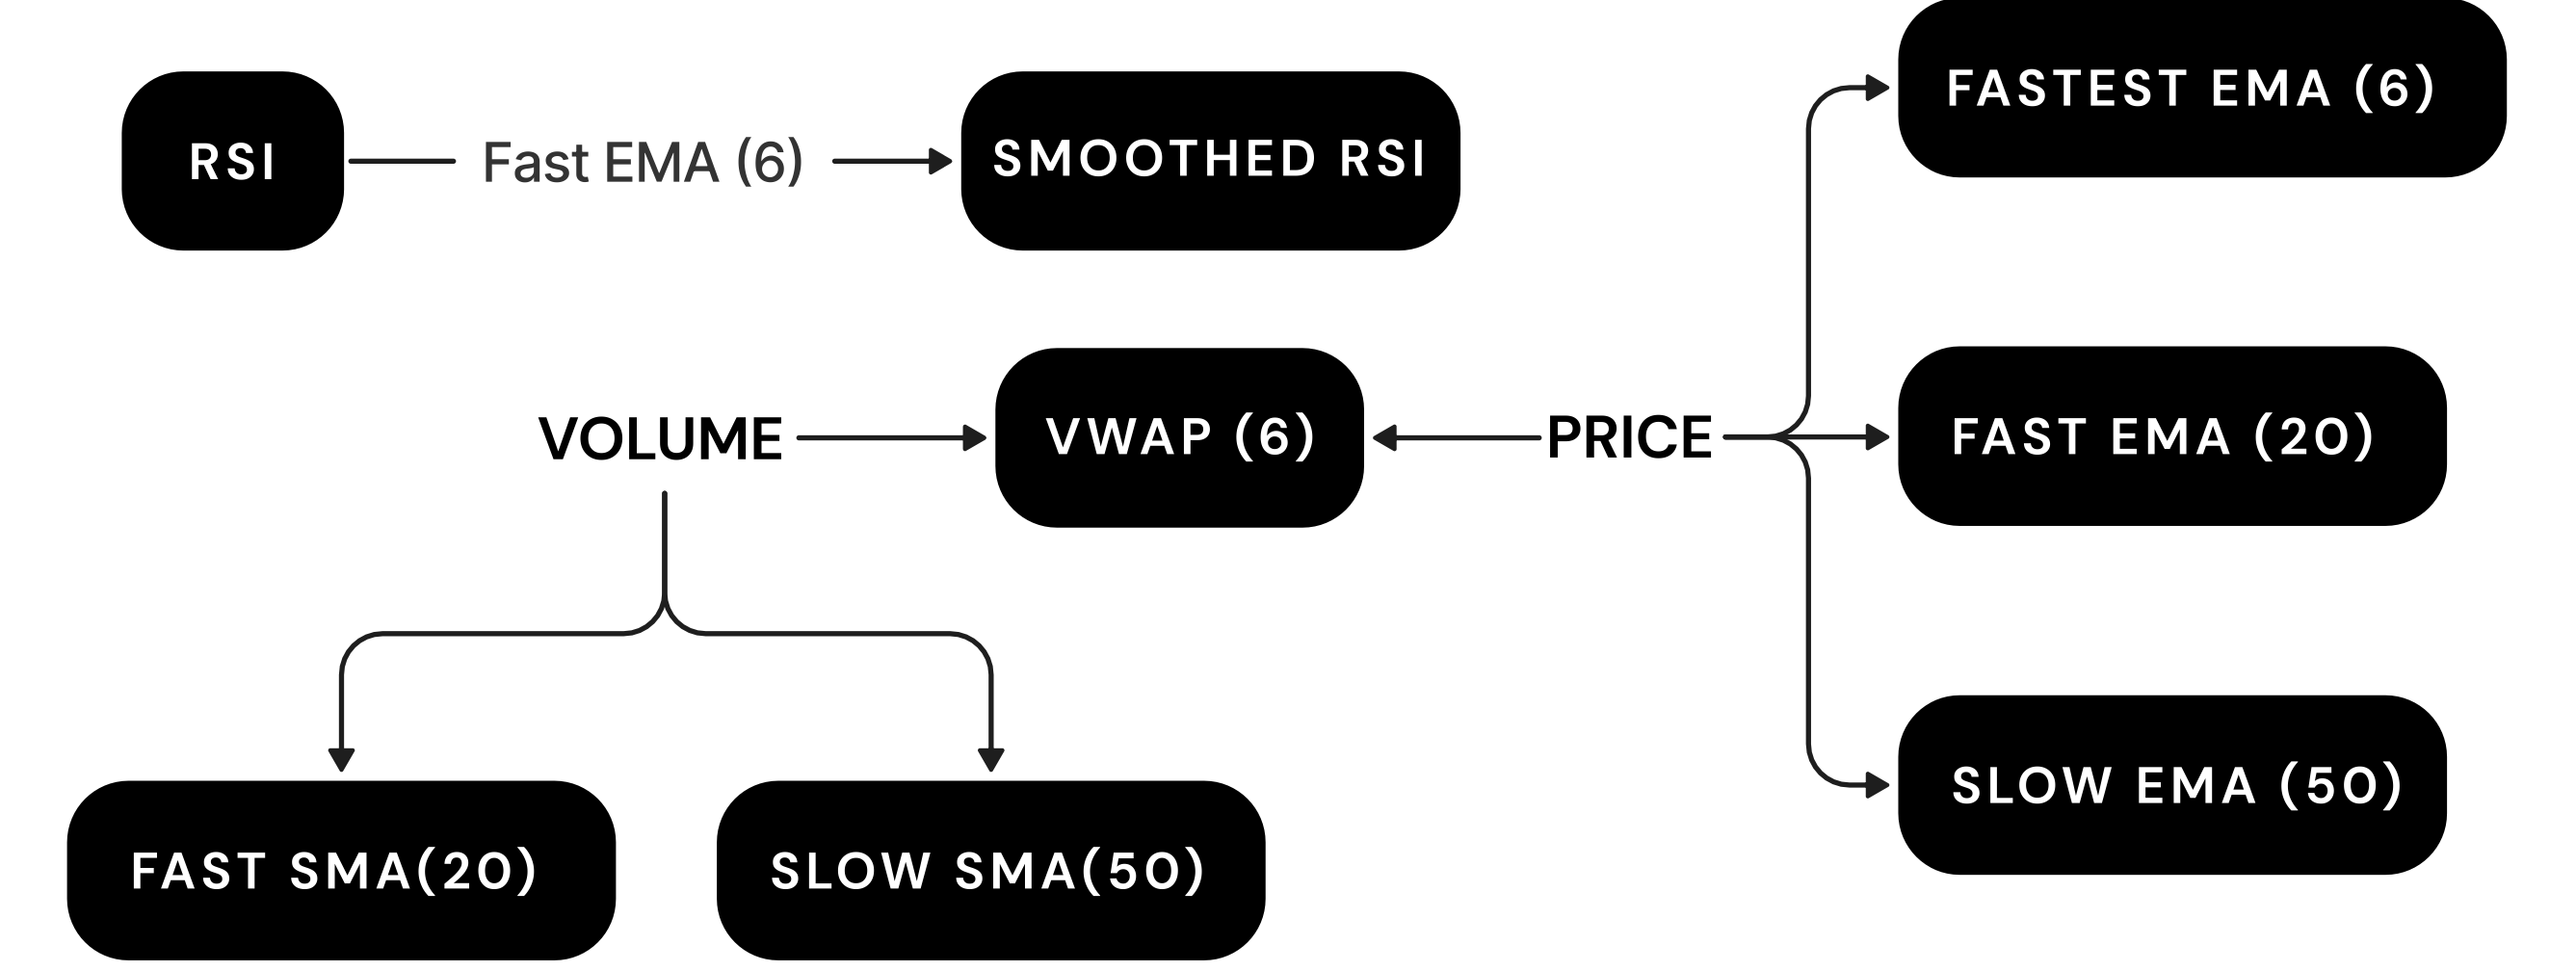 FASTEST EMA (6)
RSI
Fast EMA (6)
SMOOTHED RSI
VOLUME
VWAP (6)
PRICE
FAST EMA (20)
SLOW EMA (50)
FAST SMA(20)
SLOW SMA(50)